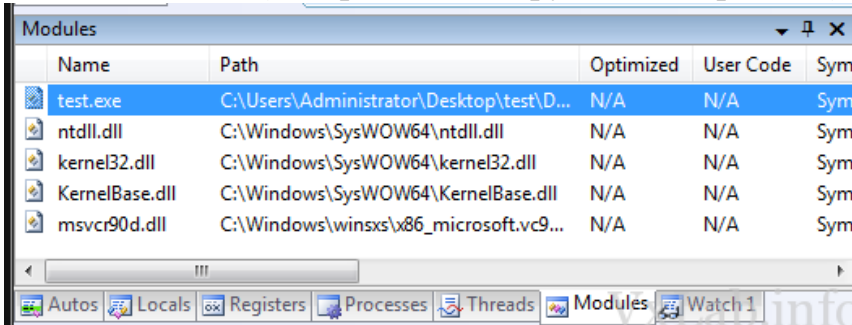 Modules
Name Path Optimized User Code Sym
test.exe C:\Users\Administrator\Desktop\test\D... N/A N/A Sym
ntdll.dll C:\Windows\SysWOW64\ntdll.dll N/A N/A Sym
kernel32.dll C:\Windows\SysWOW64\kernel32.dll N/A N/A Sym
KernelBase.dll C:\Windows\SysWOW64\KernelBase.dll N/A N/A Sym
msvcr90d.dll C:\Windows\winsxs\x86_microsoft.vc9... N/A N/A Sym
Autos Locals Registers Processes Threads Modules Watch 1